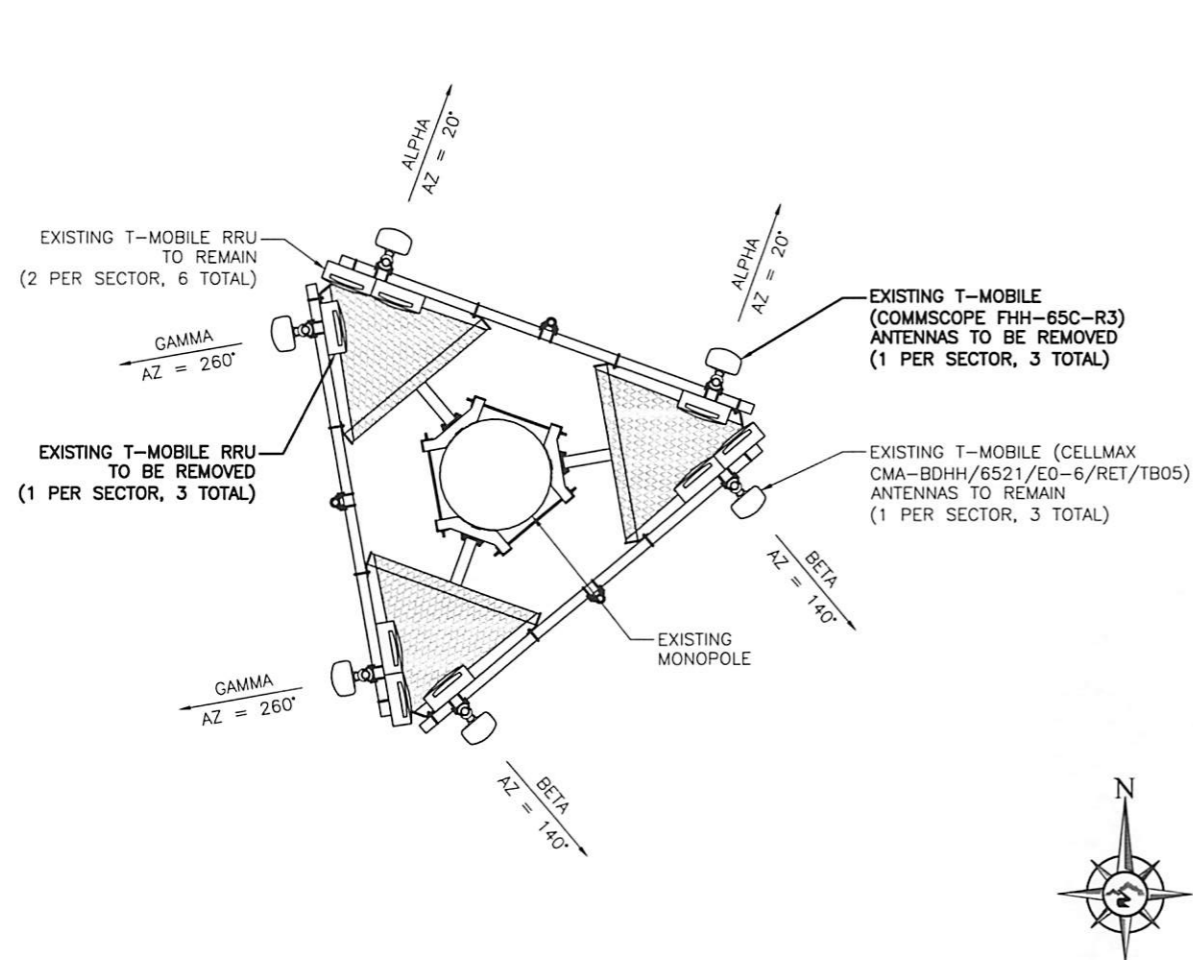 ALPHA
AZ = 20°
ALPHA
AZ = 20°
EXISTING T-MOBILE RRU
TO REMAIN
(2 PER SECTOR, 6 TOTAL)
EXISTING T-MOBILE
(COMMSCOPE FHH-65C-R3)
ANTENNAS TO BE REMOVED
(1 PER SECTOR, 3 TOTAL)
GAMMA
AZ = 260°
EXISTING T-MOBILE RRU
TO BE REMOVED
(1 PER SECTOR, 3 TOTAL)
EXISTING T-MOBILE (CELLMAX
CMA-BDHH/6521/E0-6/RET/TB05)
ANTENNAS TO REMAIN
(1 PER SECTOR, 3 TOTAL)
BETA
AZ = 140°
EXISTING
MONOPOLE
GAMMA
AZ = 260°
BETA
AZ = 140°
N